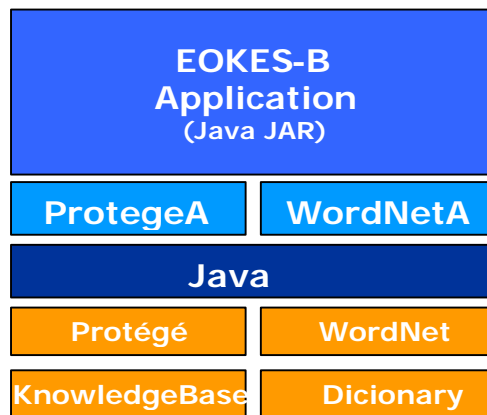 EOKES-B
Application
(Java JAR)
ProtegeA WordNetA
Java
Protégé WordNet
KnowledgeBase Dicionary